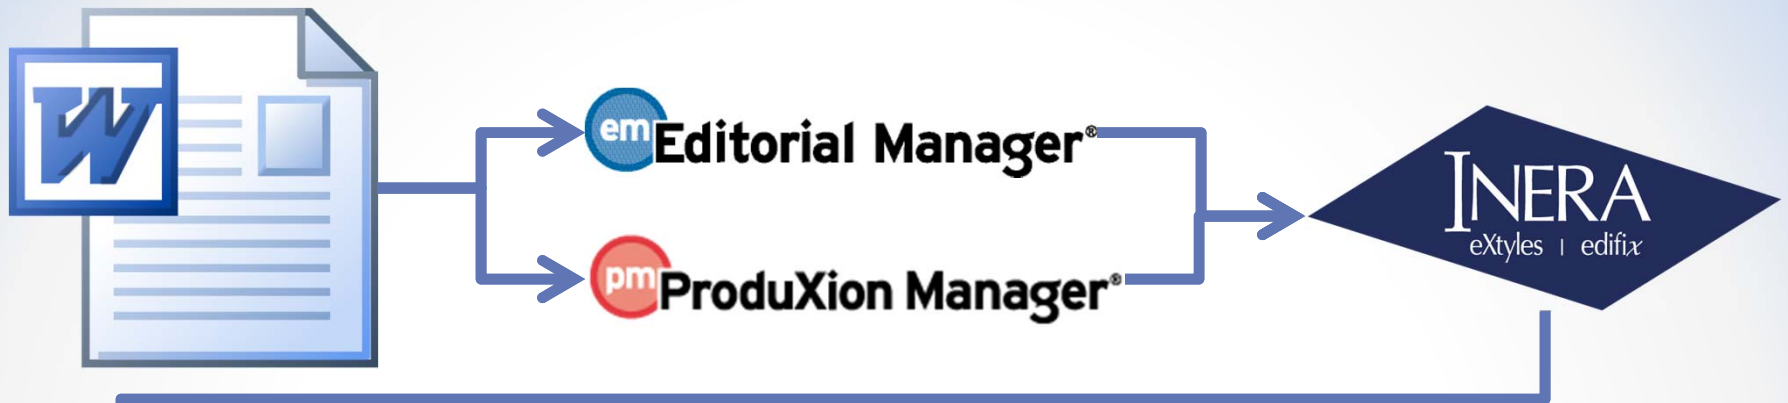 W
em Editorial Manager®
pm ProduXion Manager®
INERA
eXtyles | edifix